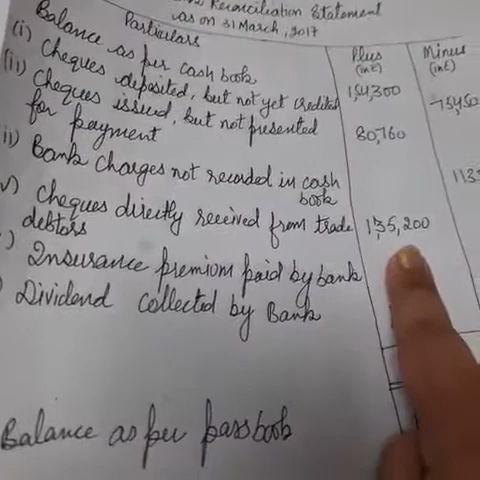 Reconciliation Statement
as on 31 March, 2017
Particulars
Plus
(in ₹)
Minus
(in ₹)
(i) Balance as per cash book
1,54,300
(ii) Cheques deposited, but not yet credited
75,450
(iii) Cheques issued, but not presented
for payment
80,760
Bank charges not recorded in cash
book
113
Cheques directly received from trade
debtors
1,35,200
Insurance premium paid by bank
Dividend collected by Bank
Balance as per passbook